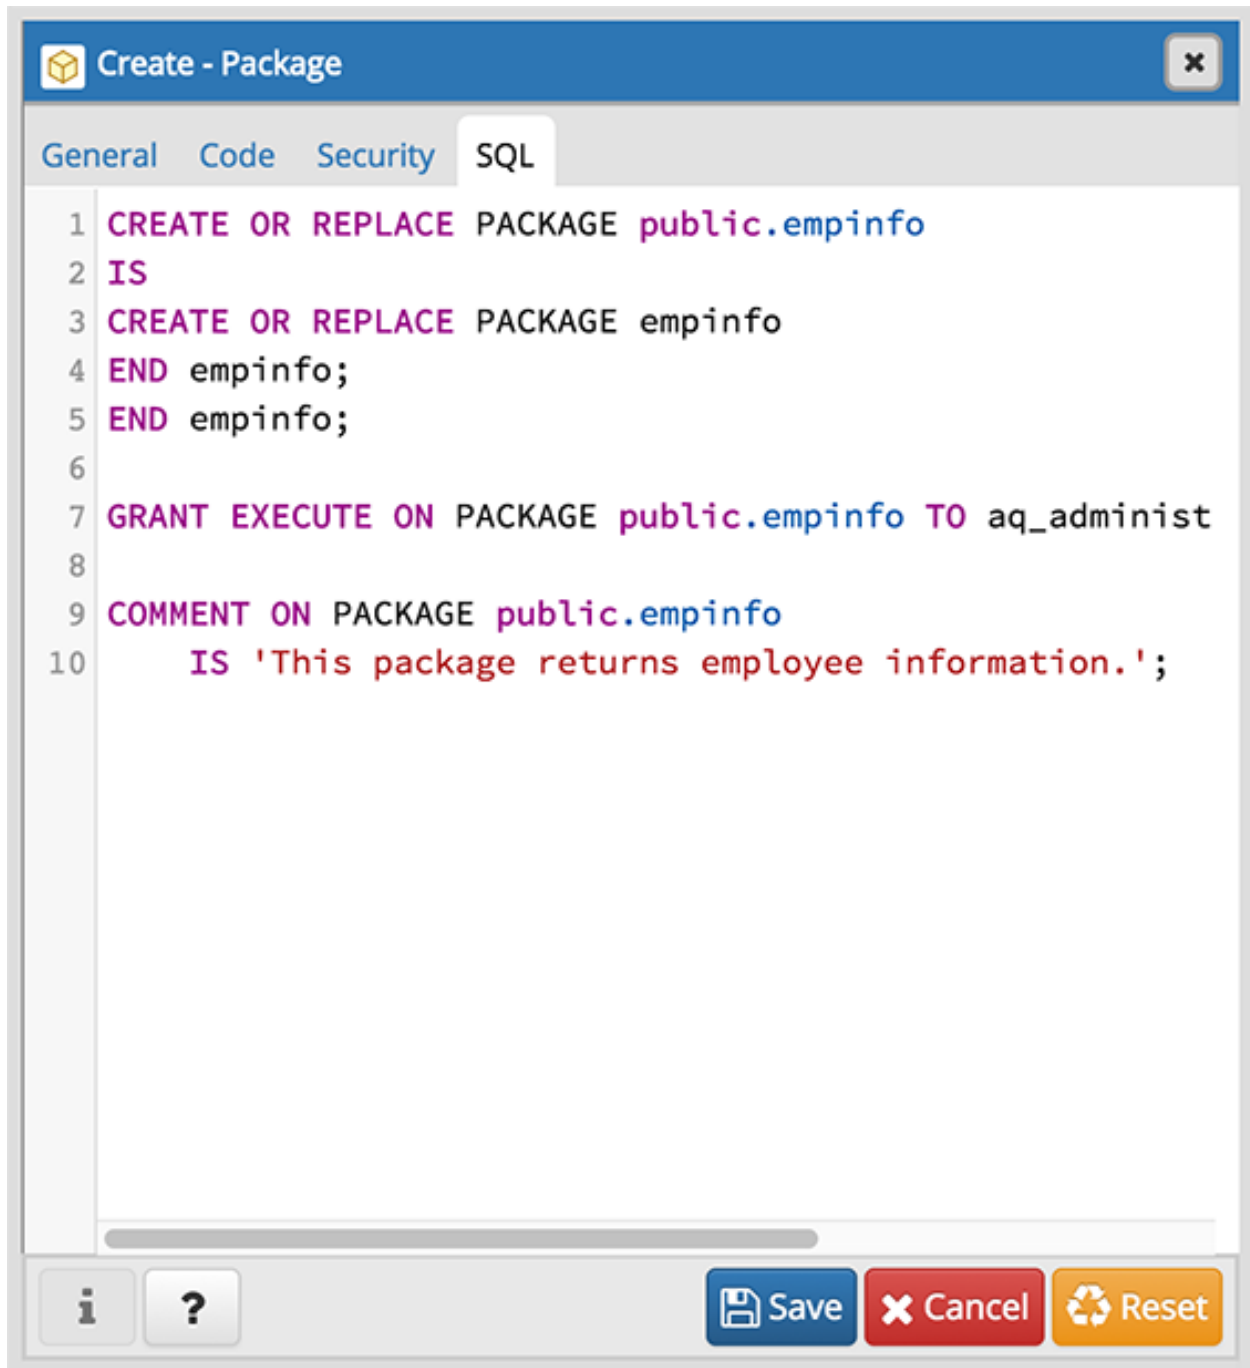 Create - Package
General Code Security SQL
1 CREATE OR REPLACE PACKAGE public.empinfo
2 IS
3 CREATE OR REPLACE PACKAGE empinfo
4 END empinfo;
5 END empinfo;
6
7 GRANT EXECUTE ON PACKAGE public.empinfo TO aq_administ
8
9 COMMENT ON PACKAGE public.empinfo
10 IS 'This package returns employee information.';
i ? Save Cancel Reset